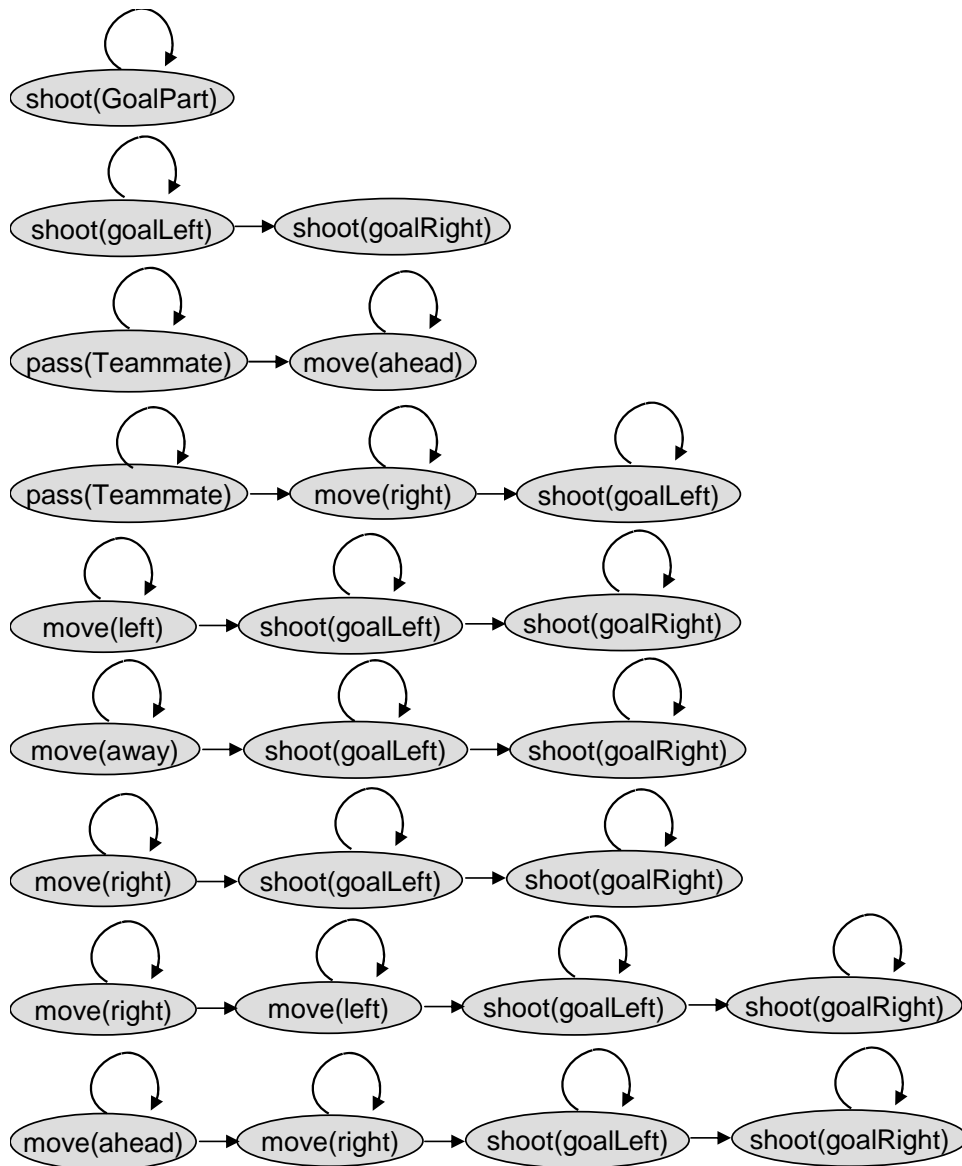 shoot(GoalPart)
shoot(goalLeft) shoot(goalRight)
pass(Teammate) move(ahead)
pass(Teammate) move(right) shoot(goalLeft)
move(left) shoot(goalLeft) shoot(goalRight)
move(away) shoot(goalLeft) shoot(goalRight)
move(right) shoot(goalLeft) shoot(goalRight)
move(right) move(left) shoot(goalLeft) shoot(goalRight)
move(ahead) move(right) shoot(goalLeft) shoot(goalRight)